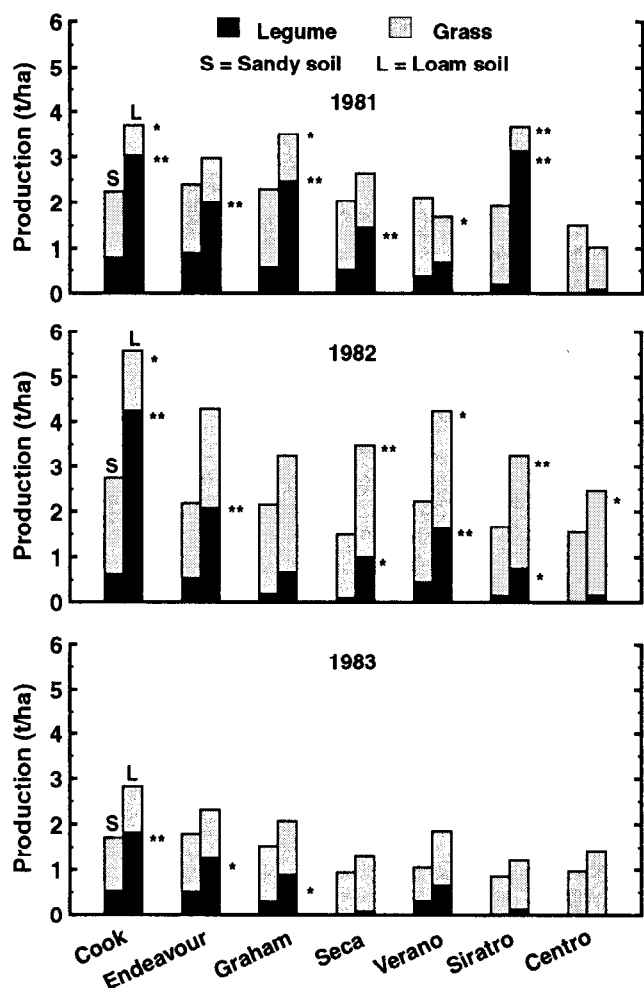 Legume Grass
S = Sandy soil L = Loam soil
1981
Production (t/ha)
6
5
4
3
2
1
0
S
L
*
**
**
*
**
**
*
**
**
1982
Production (t/ha)
6
5
4
3
2
1
0
S
L
*
**
**
**
*
*
**
**
*
*
1983
Production (t/ha)
6
5
4
3
2
1
0
S
L
**
*
*
Cook
Endeavour
Graham
Seca
Verano
Siratro
Centro